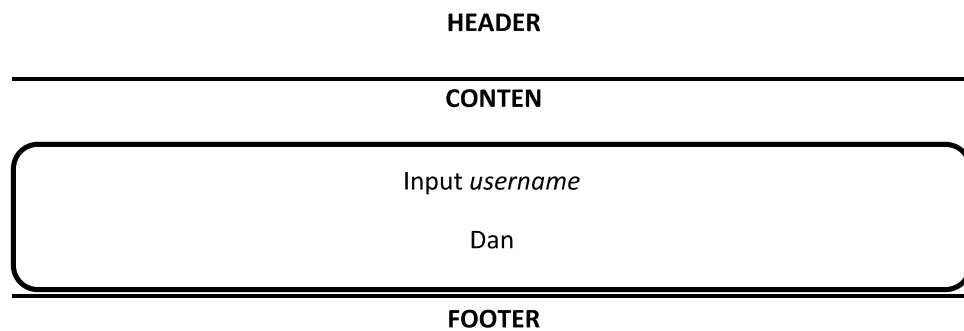 HEADER
CONTEN
Input username
Dan
FOOTER